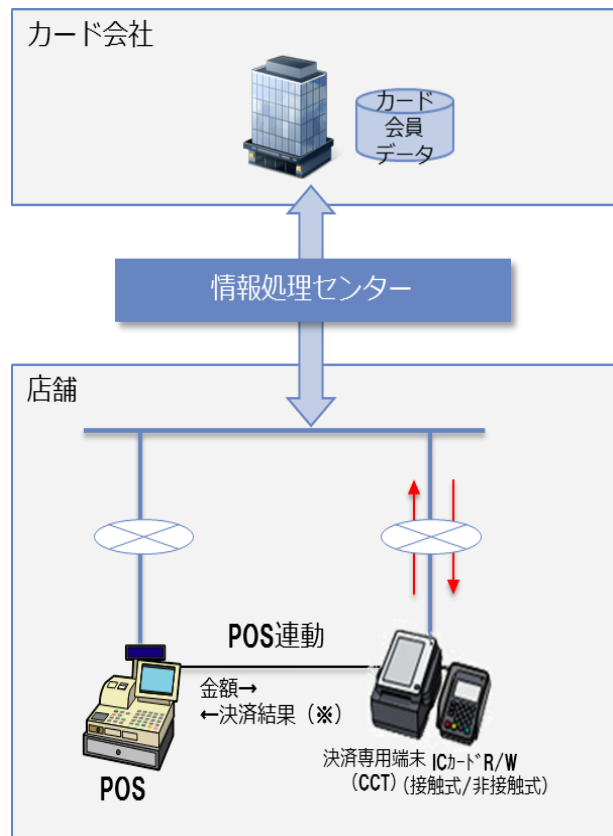 カード会社
カード
会員
データ
情報処理センター
店舗
POS連動
金額→
←決済結果（※）
POS
決済専用端末
(CCT)
ICｶｰﾄﾞR/W
(接触式/非接触式)